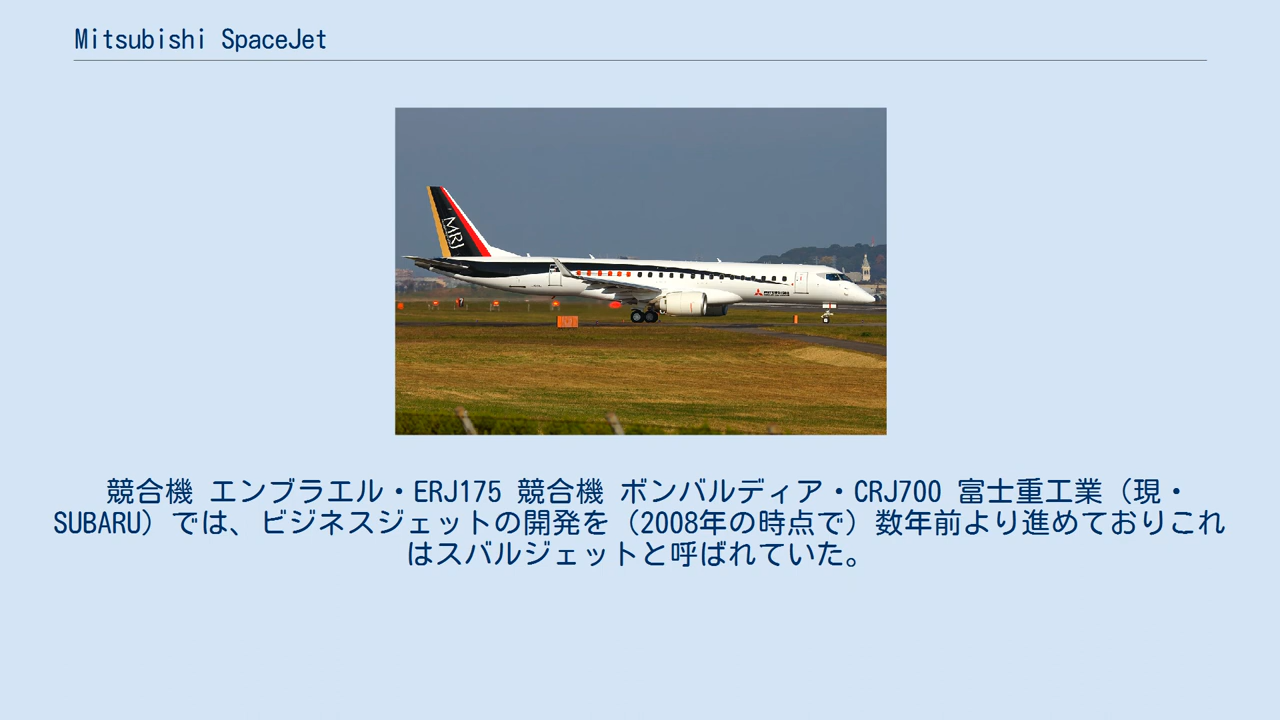 Mitsubishi SpaceJet
MRJ
競合機 エンブラエル・ERJ175 競合機 ボンバルディア・CRJ700 富士重工業（現・
SUBARU）では、ビジネスジェットの開発を（2008年の時点で）数年前より進めておりこれ
はスバルジェットと呼ばれていた。